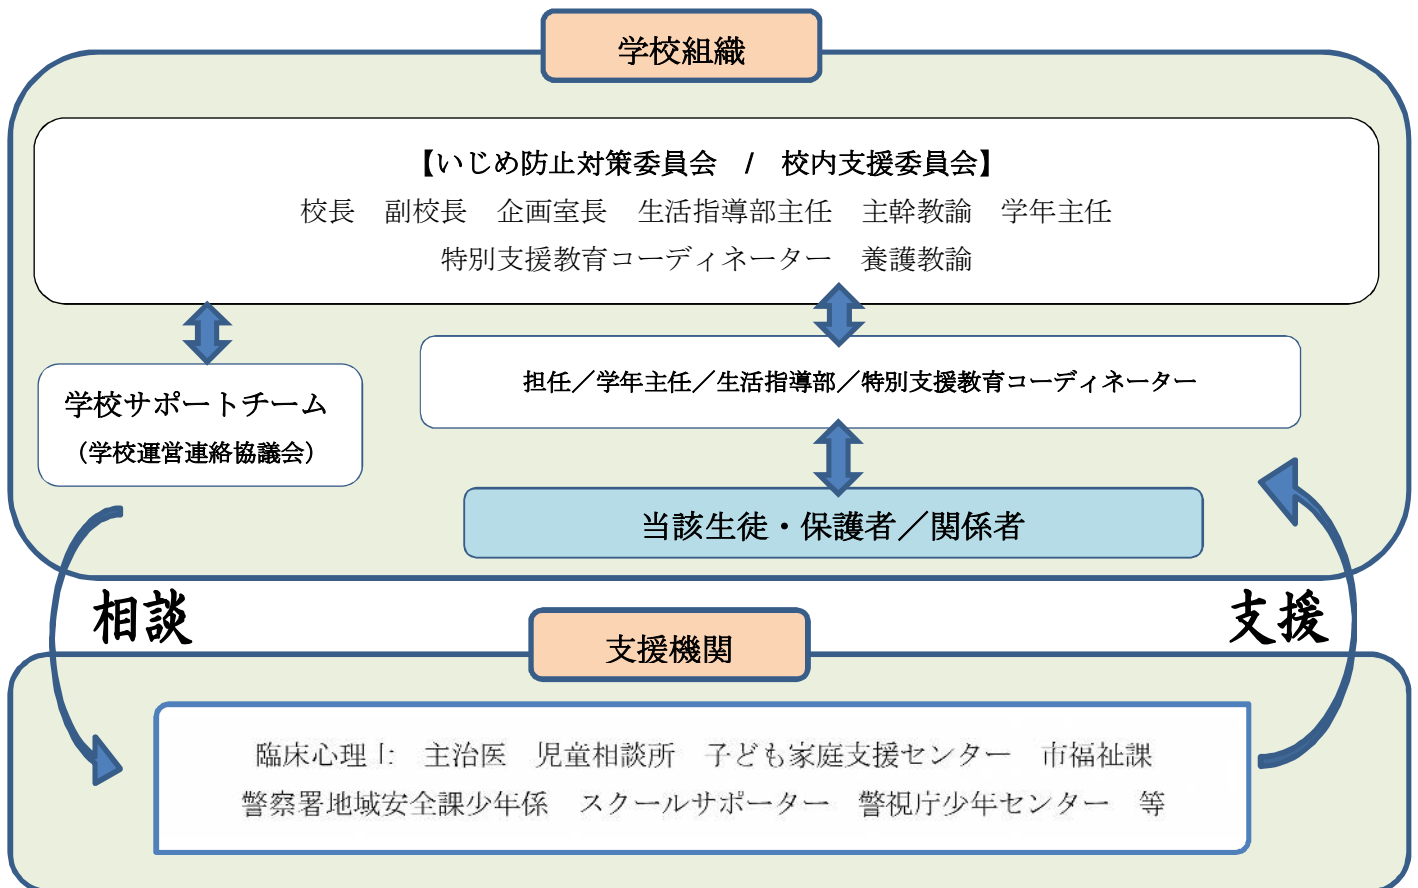 学校組織
【いじめ防止対策委員会　/　校内支援委員会】
校長　副校長　企画室長　生活指導部主任　主幹教諭　学年主任
特別支援教育コーディネーター　養護教諭
担任／学年主任／生活指導部／特別支援教育コーディネーター
学校サポートチーム
（学校運営連絡協議会）
当該生徒・保護者／関係者
相談
支援
支援機関
臨床心理士　主治医　児童相談所　子ども家庭支援センター　市福祉課
警察署地域安全課少年係　スクールサポーター　警視庁少年センター　等